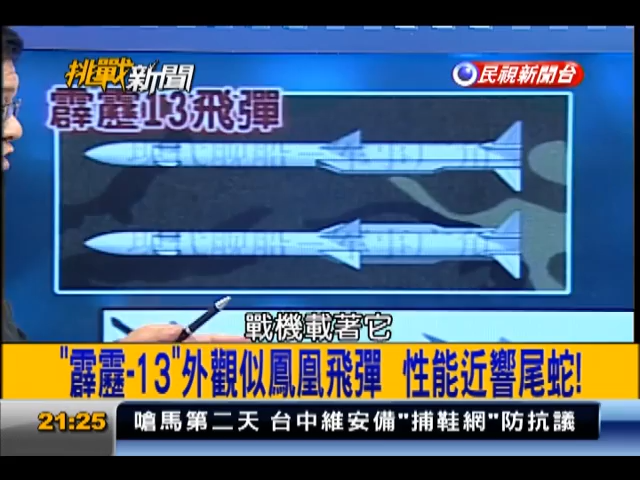 挑戰新聞
民視新聞台
霹靂13飛彈
戰機載著它
"霹靂-13"外觀似鳳凰飛彈 性能近響尾蛇!
21:25 嗆馬第二天 台中維安備"捕鞋網"防抗議